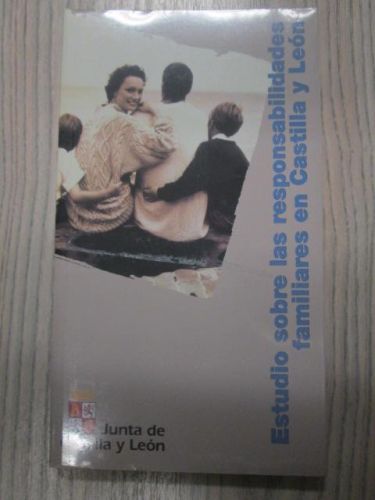 Estudio sobre las responsabilidades
familiares en Castilla y León
Junta de
y León